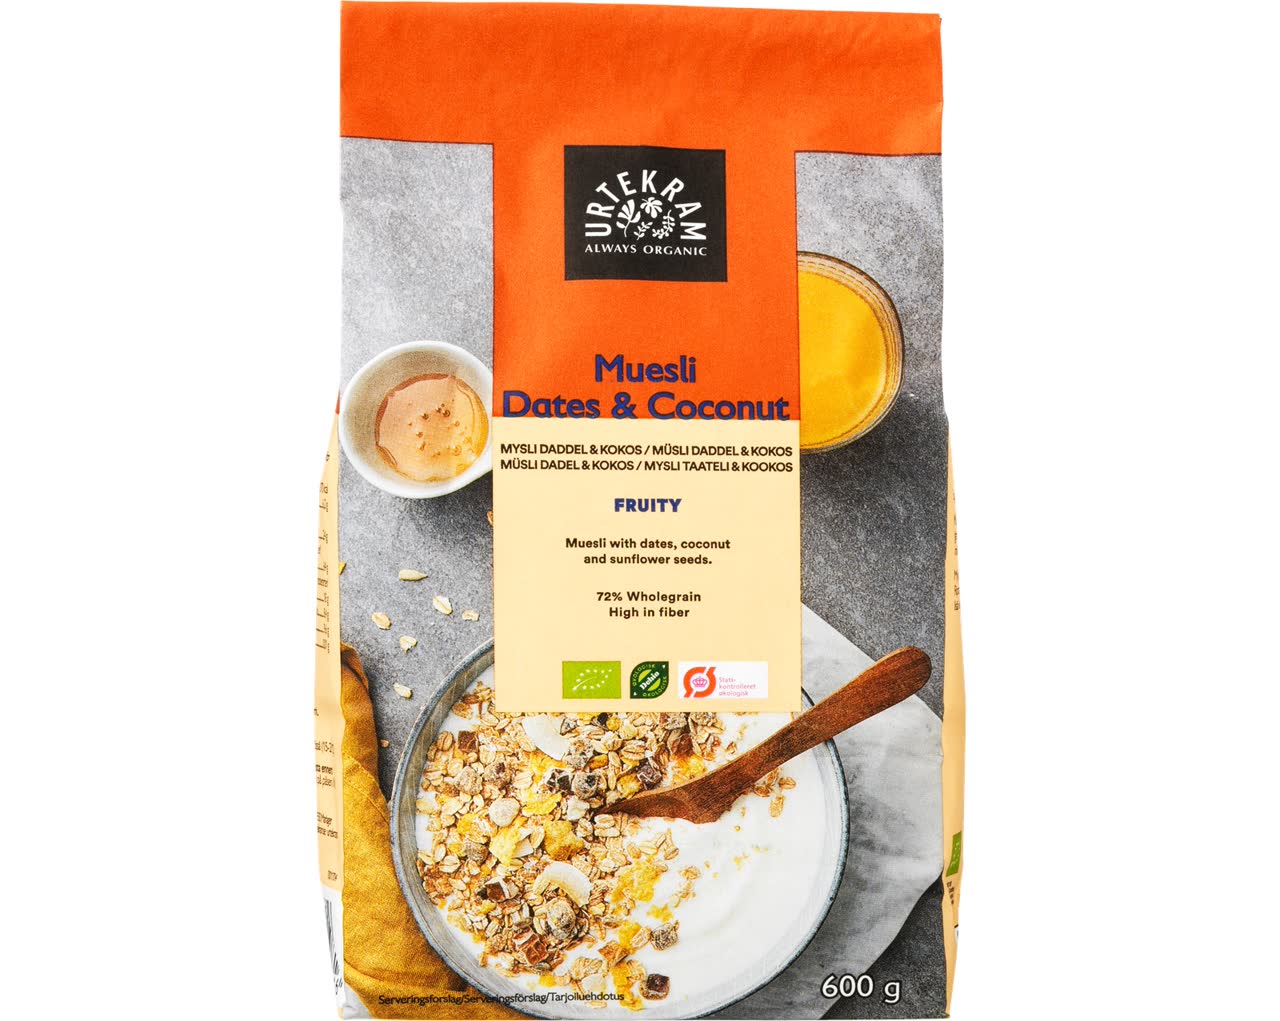 URTEKRAM
ALWAYS ORGANIC
Muesli
Dates & Coconut
MYSLI DADDEL & KOKOS / MÜSLI DADDEL & KOKOS
MÜSLI DADEL & KOKOS / MYSLI TAATELI & KOOKOS
FRUITY
Muesli with dates, coconut
and sunflower seeds.
72% Wholegrain
High in fiber
ØKOLOGISK
Debio
Ø
Stats-
kontrolleret
økologisk
600 g
Serveringsforslag/Serveringsförslag/Tarjoiluehdotus